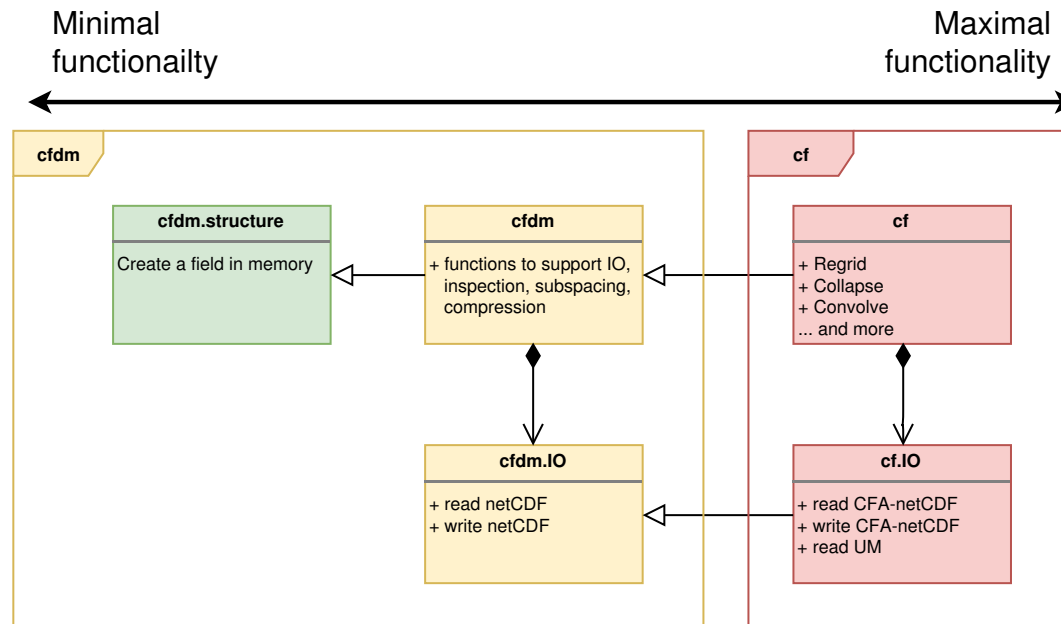 Minimal
functionailty
Maximal
functionality
cfdm
cf
cfdm.structure
Create a field in memory
cfdm
+ functions to support IO,
inspection, subspacing,
compression
cf
+ Regrid
+ Collapse
+ Convolve
... and more
cfdm.IO
+ read netCDF
+ write netCDF
cf.IO
+ read CFA-netCDF
+ write CFA-netCDF
+ read UM